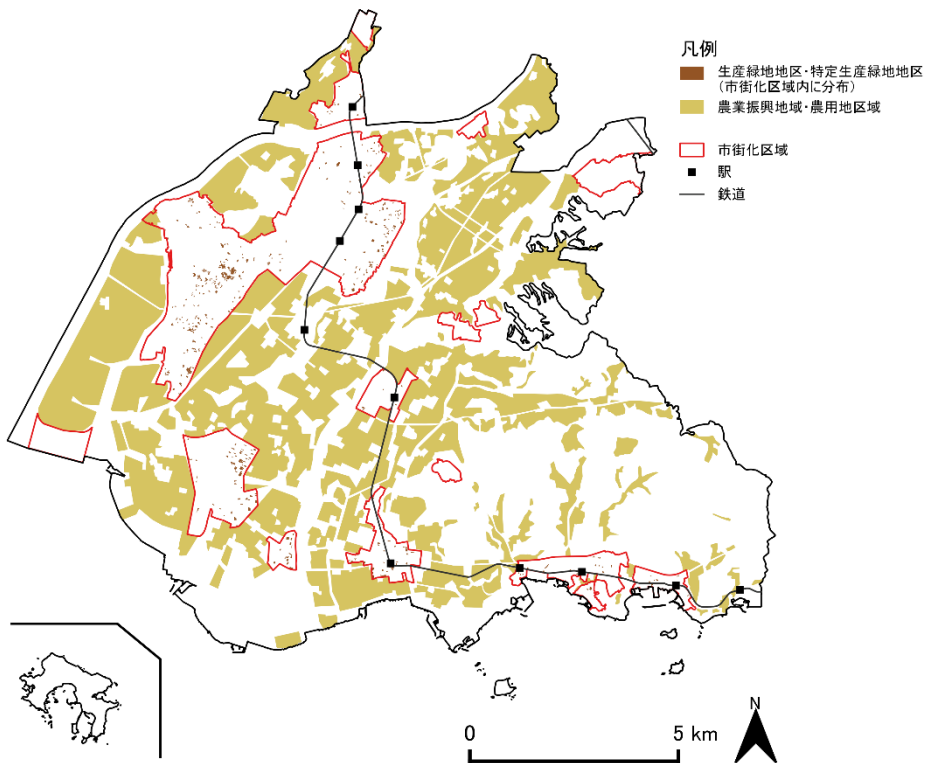 凡例
生産緑地地区・特定生産緑地地区
(市街化区域内に分布)
農業振興地域・農用地区域
市街化区域
駅
鉄道
0
5 km
N